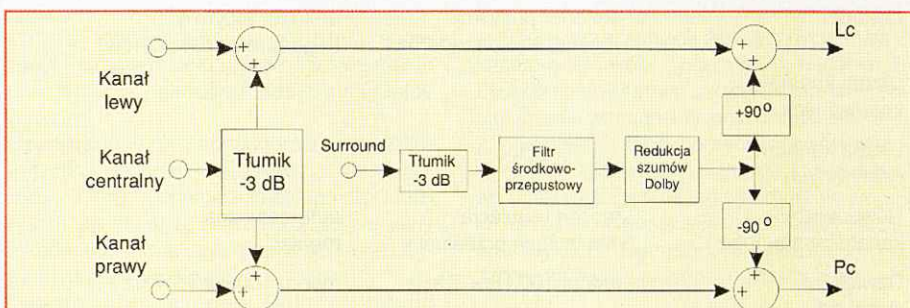 Kanał
lewy
+
+
+
+
Lc
+90°
Kanał
centralny
Tłumik
-3 dB
Surround
Tłumik
-3 dB
Filtr
środkowo-
przepustowy
Redukcja
szumów
Dolby
-90°
Kanał
prawy
+
+
+
+
Pc